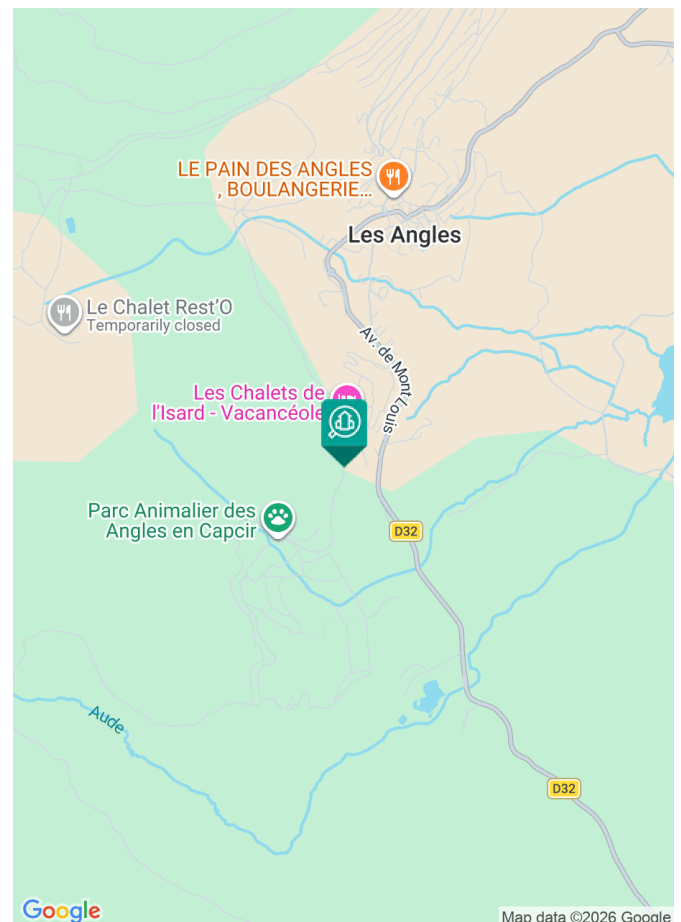 LE PAIN DES ANGLES
, BOULANGERIE...
Les Angles
Le Chalet Rest'O
Temporarily closed
Av. de Mont-Louis
Les Chalets de
l'Isard - Vacancéole
Parc Animalier des
Angles en Capcir
D32
Aude
D32
Google
Map data ©2026 Google